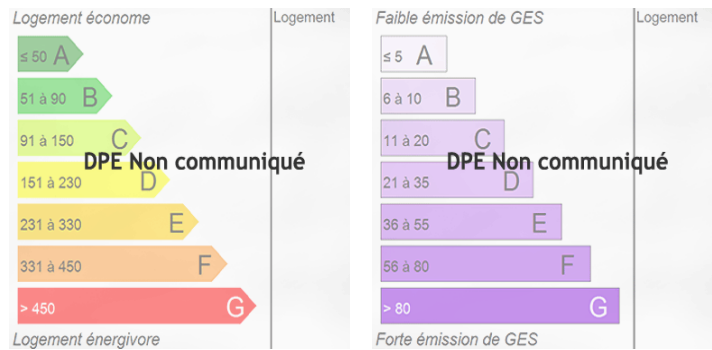 Logement économe
Logement
≤ 50 A
51 à 90 B
91 à 150 C
DPE Non communiqué
151 à 230 D
231 à 330 E
331 à 450 F
> 450 G
Logement énergivore
Faible émission de GES
Logement
≤ 5 A
6 à 10 B
11 à 20 C
DPE Non communiqué
21 à 35 D
36 à 55 E
56 à 80 F
> 80 G
Forte émission de GES